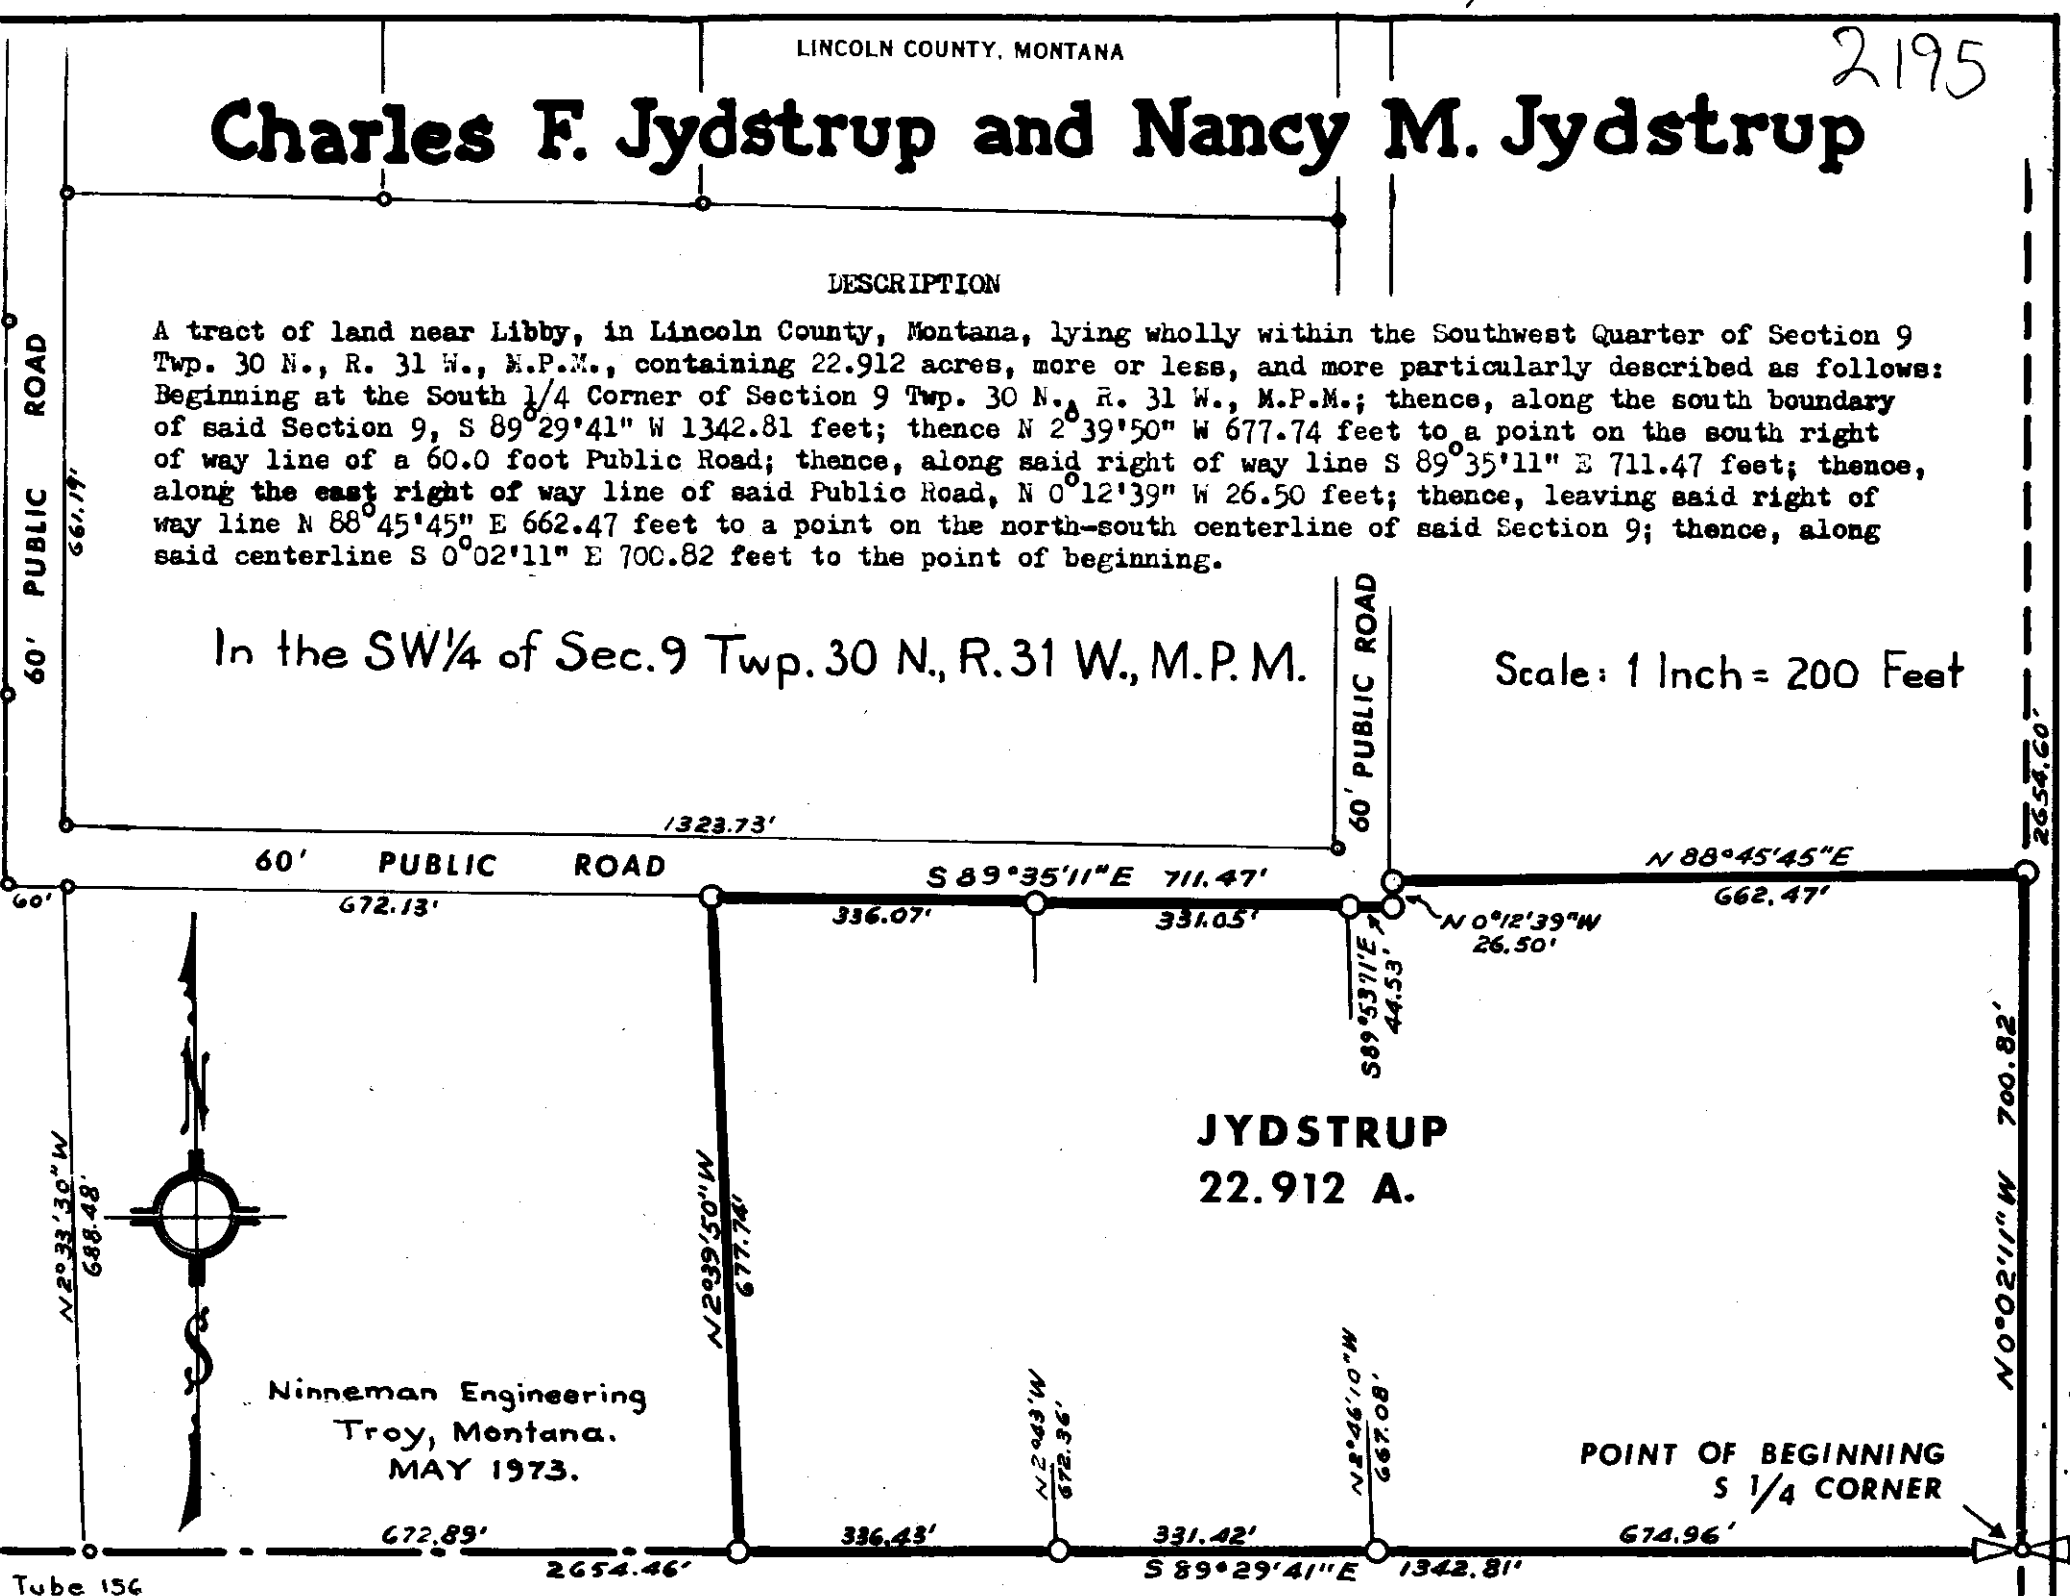 LINCOLN COUNTY, MONTANA
2195
Charles F. Jydstrup and Nancy M. Jydstrup
DESCRIPTION
A tract of land near Libby, in Lincoln County, Montana, lying wholly within the Southwest Quarter of Section 9
Twp. 30 N., R. 31 W., M.P.M., containing 22.912 acres, more or less, and more particularly described as follows:
Beginning at the South 1/4 Corner of Section 9 Twp. 30 N., R. 31 W., M.P.M.; thence, along the south boundary
of said Section 9, S 89°29'41" W 1342.81 feet; thence N 2°39'50" W 677.74 feet to a point on the south right
of way line of a 60.0 foot Public Road; thence, along said right of way line S 89°35'11" E 711.47 feet; thence,
along the east right of way line of said Public Road, N 0°12'39" W 26.50 feet; thence, leaving said right of
way line N 88°45'45" E 662.47 feet to a point on the north-south centerline of said Section 9; thence, along
said centerline S 0°02'11" E 700.82 feet to the point of beginning.
60' PUBLIC ROAD
661.19'
In the SW1/4 of Sec. 9 Twp. 30 N., R. 31 W., M.P.M.
60' PUBLIC ROAD
Scale: 1 Inch = 200 Feet
2654.60'
1323.73'
60' PUBLIC ROAD
S 89°35'11"E 711.47'
N 88°45'45"E
60'
672.13'
336.07'
331.05'
662.47'
N 0°12'39"W
26.50'
S89°5311'E
44.53'
JYDSTRUP
22.912 A.
N0°02'11"W 700.82'
N2°33'30"W
688.48'
N2°39'50"W
677.74'
N
S
Ninneman Engineering
Troy, Montana.
MAY 1973.
N2°43'W
672.36'
N2°46'10"W
667.08'
POINT OF BEGINNING
S 1/4 CORNER
672.89'
336.43'
331.42'
674.96'
2654.46'
S 89°29'41"E 1342.81'
Tube 156